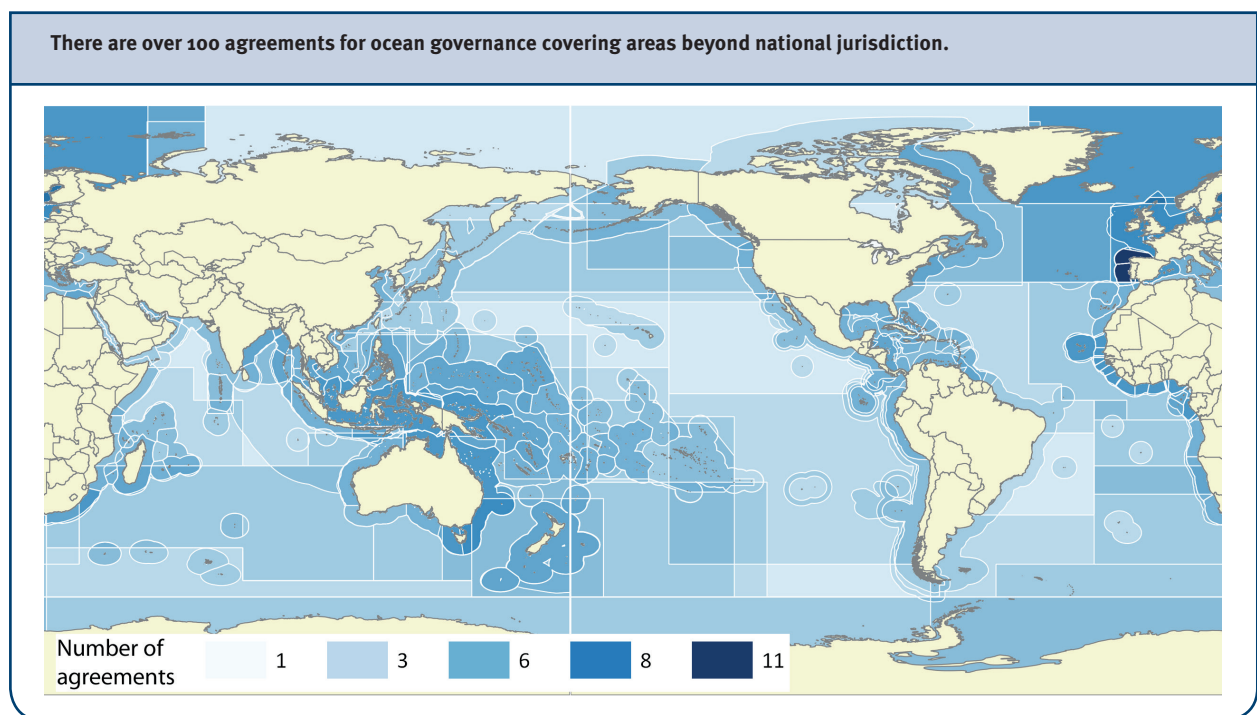 There are over 100 agreements for ocean governance covering areas beyond national jurisdiction.
Number of
agreements
1
3
6
8
11